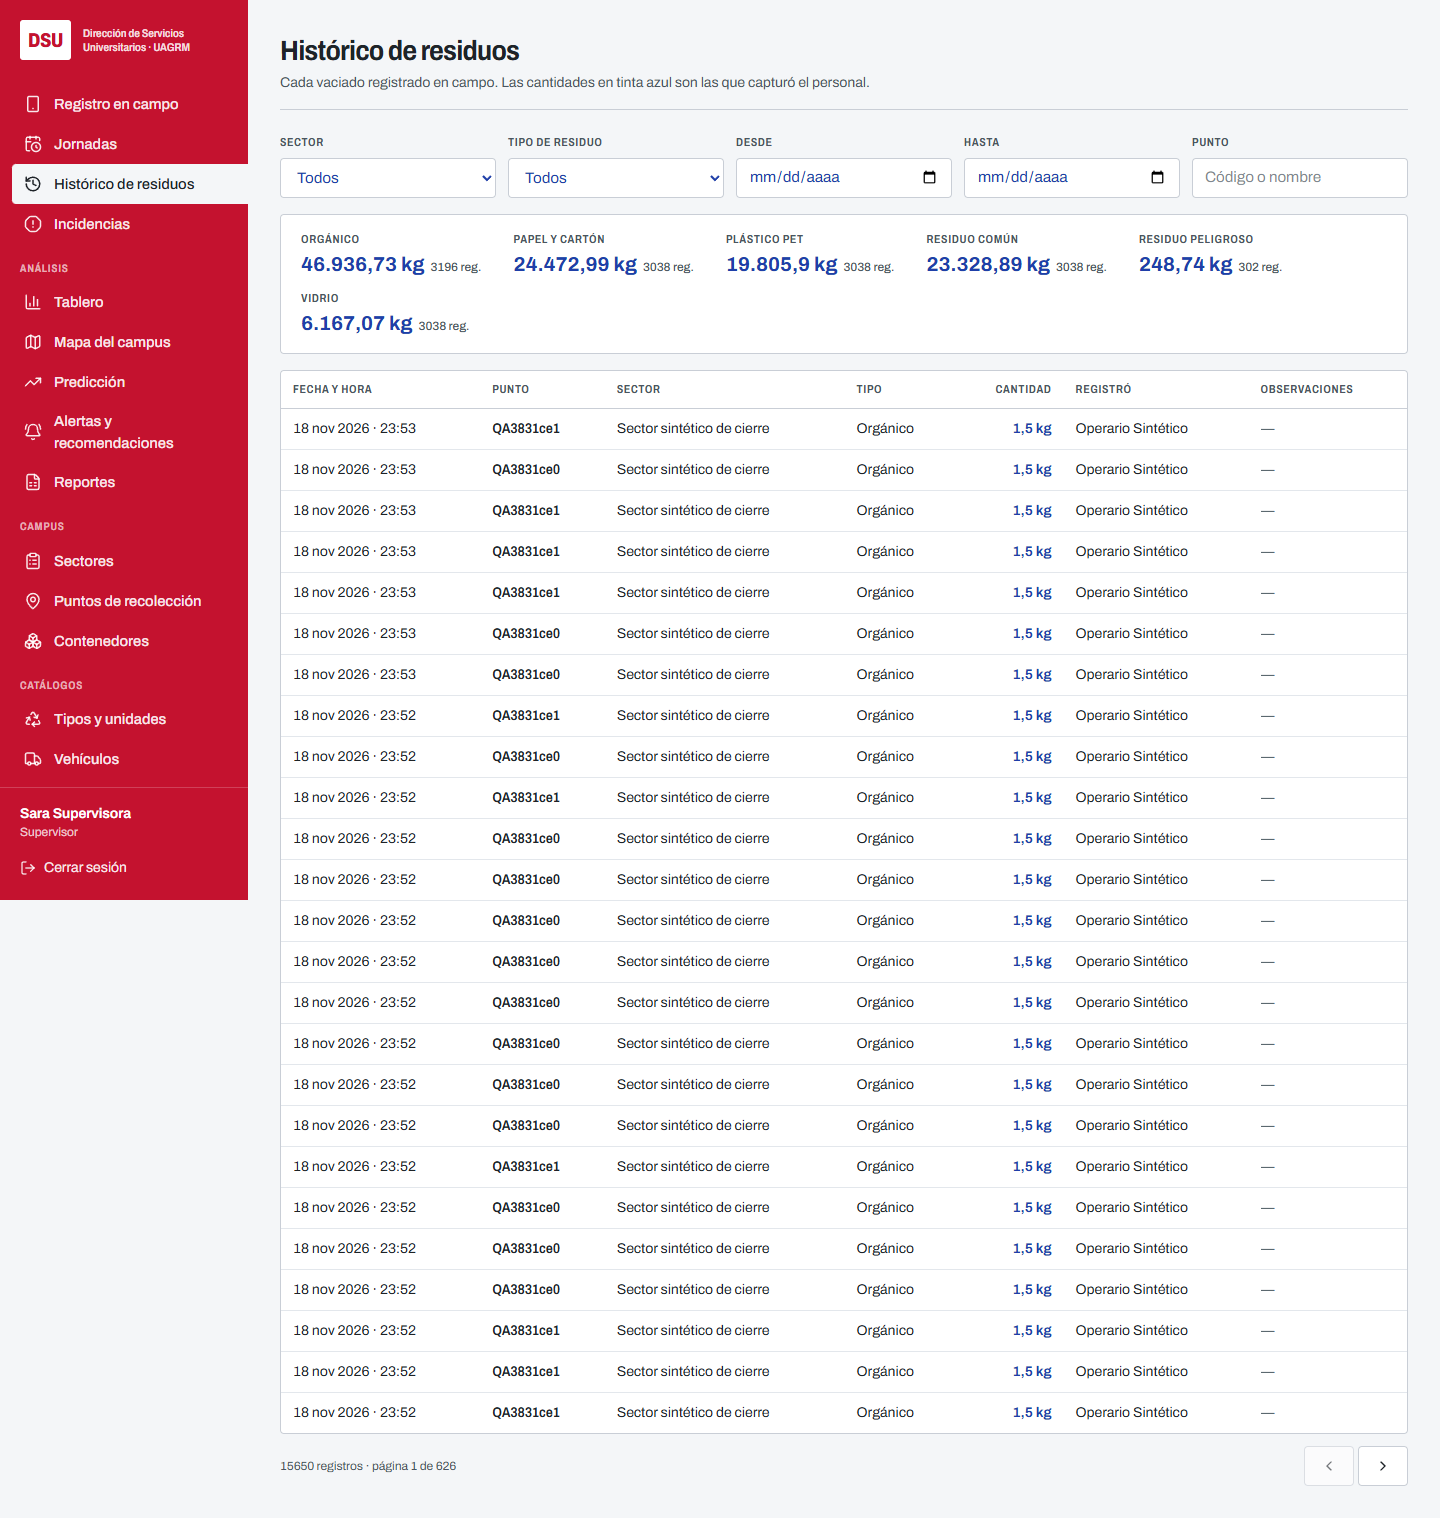 DSU
Dirección de Servicios
Universitarios · UAGRM
Registro en campo
Jornadas
Histórico de residuos
Incidencias
ANÁLISIS
Tablero
Mapa del campus
Predicción
Alertas y
recomendaciones
Reportes
CAMPUS
Sectores
Puntos de recolección
Contenedores
CATÁLOGOS
Tipos y unidades
Vehículos
Sara Supervisora
Supervisor
Cerrar sesión
Histórico de residuos
Cada vaciado registrado en campo. Las cantidades en tinta azul son las que capturó el personal.
SECTOR TIPO DE RESIDUO DESDE HASTA PUNTO
Todos Todos mm/dd/aaaa mm/dd/aaaa Código o nombre
ORGÁNICO PAPEL Y CARTÓN PLÁSTICO PET RESIDUO COMÚN RESIDUO PELIGROSO
46.936,73 kg 3196 reg. 24.472,99 kg 3038 reg. 19.805,9 kg 3038 reg. 23.328,89 kg 3038 reg. 248,74 kg 302 reg.
VIDRIO
6.167,07 kg 3038 reg.
FECHA Y HORA PUNTO SECTOR TIPO CANTIDAD REGISTRÓ OBSERVACIONES
18 nov 2026 · 23:53 QA3831ce1 Sector sintético de cierre Orgánico 1,5 kg Operario Sintético —
18 nov 2026 · 23:53 QA3831ce0 Sector sintético de cierre Orgánico 1,5 kg Operario Sintético —
18 nov 2026 · 23:53 QA3831ce1 Sector sintético de cierre Orgánico 1,5 kg Operario Sintético —
18 nov 2026 · 23:53 QA3831ce1 Sector sintético de cierre Orgánico 1,5 kg Operario Sintético —
18 nov 2026 · 23:53 QA3831ce1 Sector sintético de cierre Orgánico 1,5 kg Operario Sintético —
18 nov 2026 · 23:53 QA3831ce0 Sector sintético de cierre Orgánico 1,5 kg Operario Sintético —
18 nov 2026 · 23:53 QA3831ce0 Sector sintético de cierre Orgánico 1,5 kg Operario Sintético —
18 nov 2026 · 23:52 QA3831ce1 Sector sintético de cierre Orgánico 1,5 kg Operario Sintético —
18 nov 2026 · 23:52 QA3831ce0 Sector sintético de cierre Orgánico 1,5 kg Operario Sintético —
18 nov 2026 · 23:52 QA3831ce1 Sector sintético de cierre Orgánico 1,5 kg Operario Sintético —
18 nov 2026 · 23:52 QA3831ce0 Sector sintético de cierre Orgánico 1,5 kg Operario Sintético —
18 nov 2026 · 23:52 QA3831ce0 Sector sintético de cierre Orgánico 1,5 kg Operario Sintético —
18 nov 2026 · 23:52 QA3831ce0 Sector sintético de cierre Orgánico 1,5 kg Operario Sintético —
18 nov 2026 · 23:52 QA3831ce0 Sector sintético de cierre Orgánico 1,5 kg Operario Sintético —
18 nov 2026 · 23:52 QA3831ce0 Sector sintético de cierre Orgánico 1,5 kg Operario Sintético —
18 nov 2026 · 23:52 QA3831ce0 Sector sintético de cierre Orgánico 1,5 kg Operario Sintético —
18 nov 2026 · 23:52 QA3831ce0 Sector sintético de cierre Orgánico 1,5 kg Operario Sintético —
18 nov 2026 · 23:52 QA3831ce0 Sector sintético de cierre Orgánico 1,5 kg Operario Sintético —
18 nov 2026 · 23:52 QA3831ce1 Sector sintético de cierre Orgánico 1,5 kg Operario Sintético —
18 nov 2026 · 23:52 QA3831ce0 Sector sintético de cierre Orgánico 1,5 kg Operario Sintético —
18 nov 2026 · 23:52 QA3831ce0 Sector sintético de cierre Orgánico 1,5 kg Operario Sintético —
18 nov 2026 · 23:52 QA3831ce0 Sector sintético de cierre Orgánico 1,5 kg Operario Sintético —
18 nov 2026 · 23:52 QA3831ce1 Sector sintético de cierre Orgánico 1,5 kg Operario Sintético —
18 nov 2026 · 23:52 QA3831ce1 Sector sintético de cierre Orgánico 1,5 kg Operario Sintético —
18 nov 2026 · 23:52 QA3831ce1 Sector sintético de cierre Orgánico 1,5 kg Operario Sintético —
15650 registros · página 1 de 626